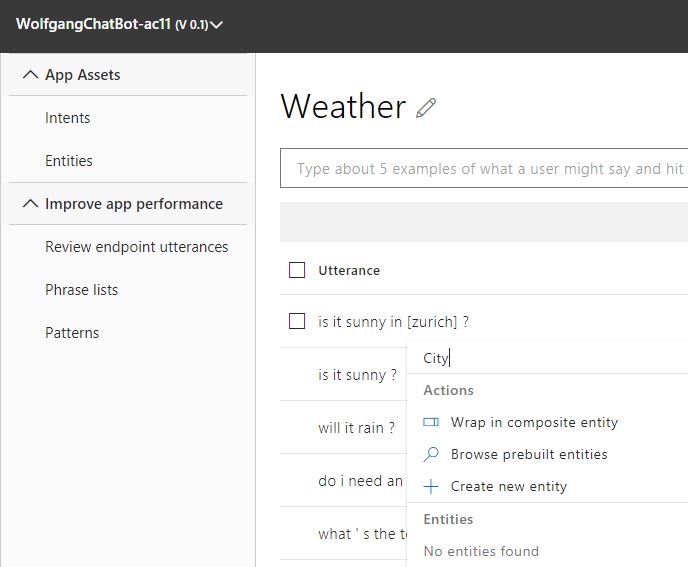 WolfgangChatBot-ac11 (V 0.1)
App Assets
Intents
Entities
Improve app performance
Review endpoint utterances
Phrase lists
Patterns
Weather
Type about 5 examples of what a user might say and hit
Utterance
is it sunny in [zurich] ?
is it sunny ?
will it rain ?
do i need an
what ' s the
City
Actions
Wrap in composite entity
Browse prebuilt entities
Create new entity
Entities
No entities found